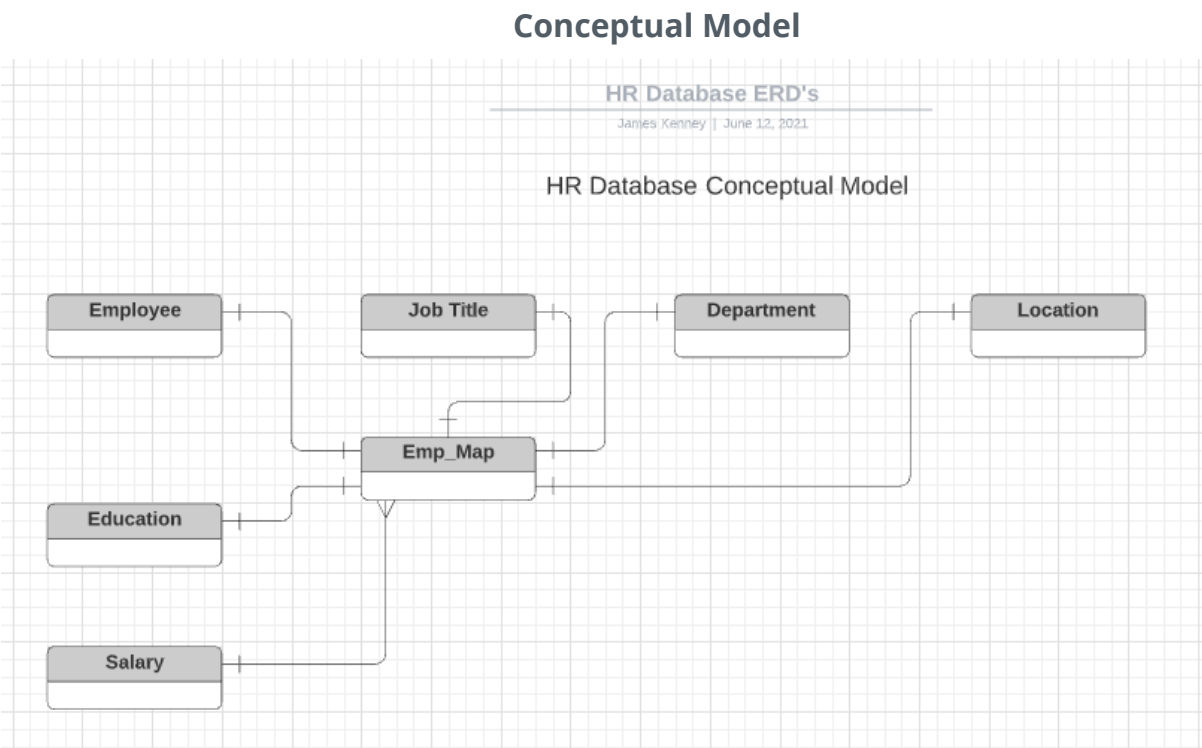 Conceptual Model
HR Database ERD's
James Kenney | June 12, 2021
HR Database Conceptual Model
Employee
Job Title
Department
Location
Emp_Map
Education
Salary